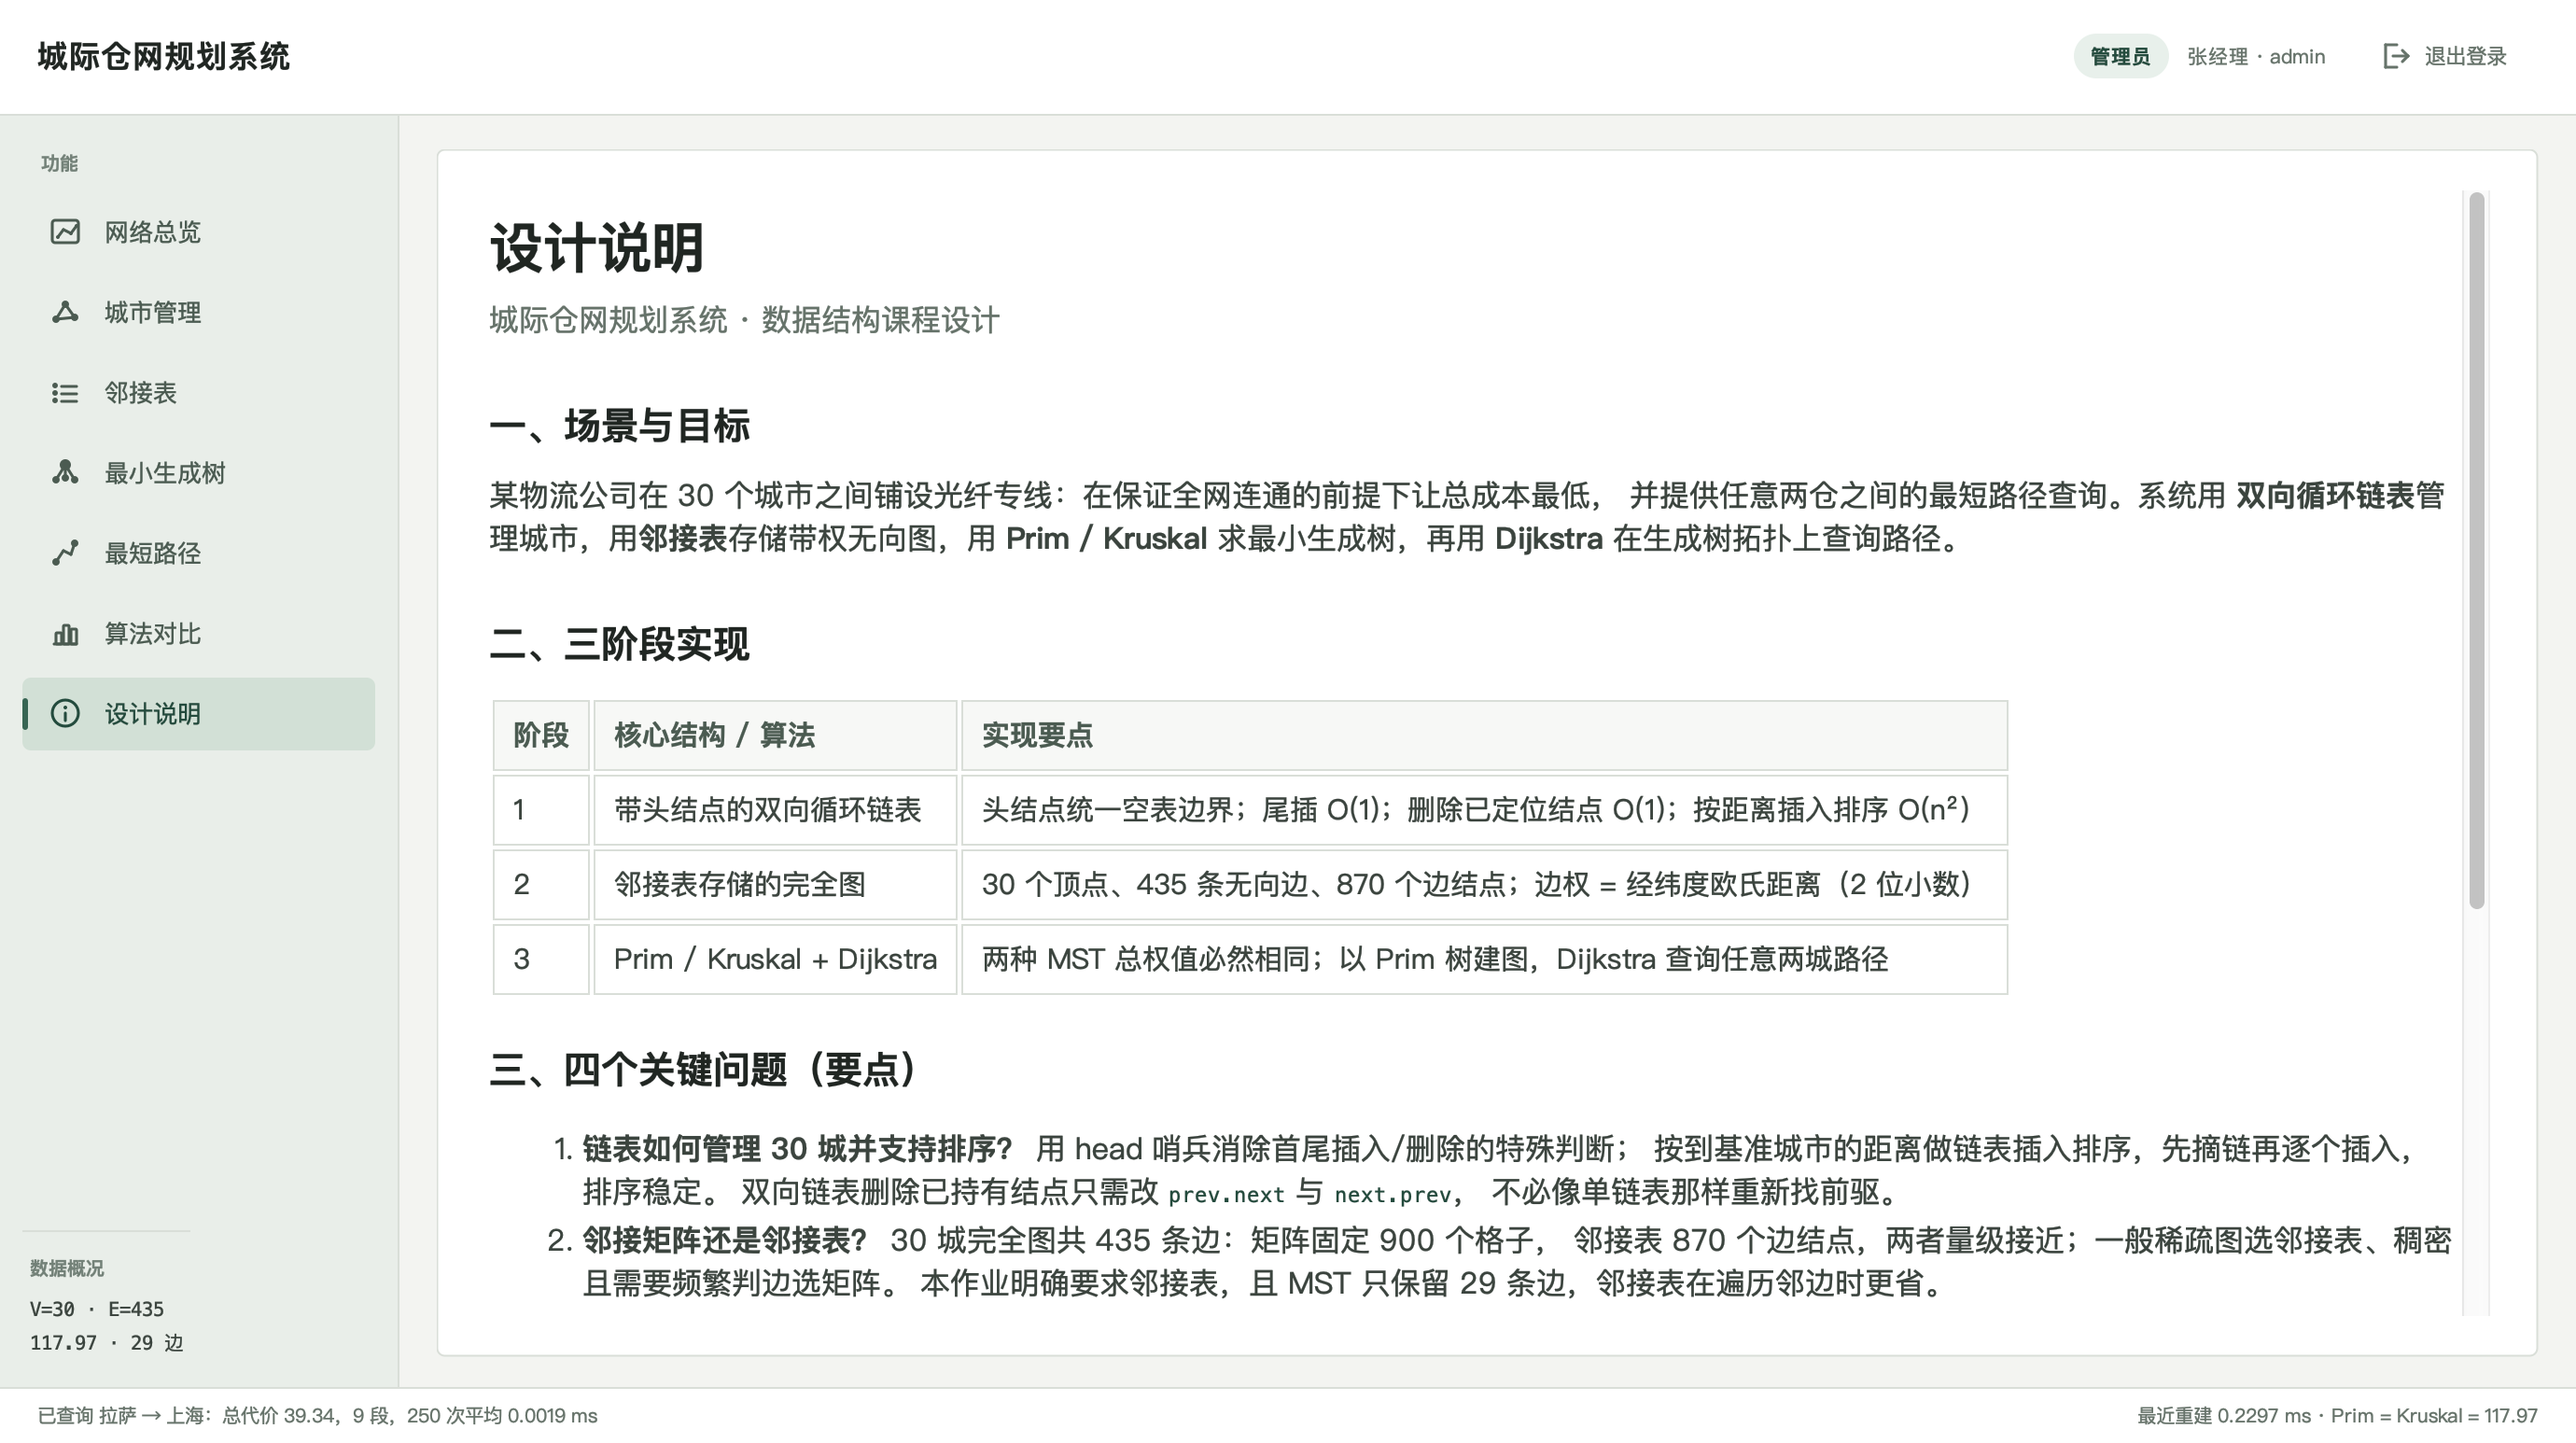 城际仓网规划系统
管理员 张经理 · admin 退出登录
功能
网络总览
城市管理
邻接表
最小生成树
最短路径
算法对比
设计说明
数据概况
V=30 · E=435
117.97 · 29 边
设计说明
城际仓网规划系统 · 数据结构课程设计
一、场景与目标
某物流公司在 30 个城市之间铺设光纤专线：在保证全网连通的前提下让总成本最低， 并提供任意两仓之间的最短路径查询。系统用 双向循环链表管
理城市，用邻接表存储带权无向图，用 Prim / Kruskal 求最小生成树，再用 Dijkstra 在生成树拓扑上查询路径。
二、三阶段实现
阶段 核心结构 / 算法 实现要点
1 带头结点的双向循环链表 头结点统一空表边界；尾插 O(1)；删除已定位结点 O(1)；按距离插入排序 O(n²)
2 邻接表存储的完全图 30 个顶点、435 条无向边、870 个边结点；边权 = 经纬度欧氏距离（2 位小数）
3 Prim / Kruskal + Dijkstra 两种 MST 总权值必然相同；以 Prim 树建图，Dijkstra 查询任意两城路径
三、四个关键问题（要点）
1. 链表如何管理 30 城并支持排序？ 用 head 哨兵消除首尾插入/删除的特殊判断； 按到基准城市的距离做链表插入排序，先摘链再逐个插入，
排序稳定。 双向链表删除已持有结点只需改 prev.next 与 next.prev， 不必像单链表那样重新找前驱。
2. 邻接矩阵还是邻接表？ 30 城完全图共 435 条边：矩阵固定 900 个格子， 邻接表 870 个边结点，两者量级接近；一般稀疏图选邻接表、稠密
且需要频繁判边选矩阵。 本作业明确要求邻接表，且 MST 只保留 29 条边，邻接表在遍历邻边时更省。
已查询 拉萨 → 上海：总代价 39.34，9 段，250 次平均 0.0019 ms
最近重建 0.2297 ms · Prim = Kruskal = 117.97